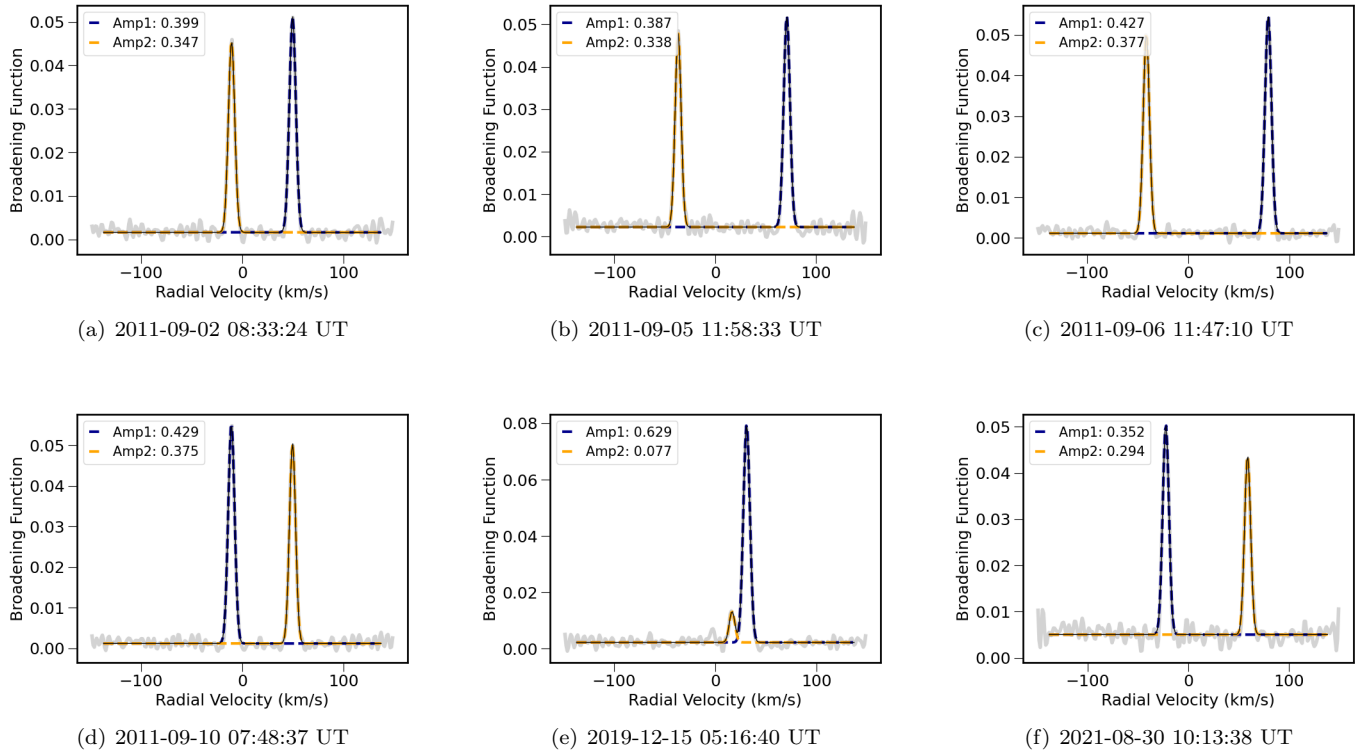 Amp1: 0.399
Amp2: 0.347
0.05
0.04
0.03
0.02
0.01
0.00
Broadening Function
−100 0 100
Radial Velocity (km/s)
(a) 2011-09-02 08:33:24 UT
Amp1: 0.387
Amp2: 0.338
0.05
0.04
0.03
0.02
0.01
0.00
Broadening Function
−100 0 100
Radial Velocity (km/s)
(b) 2011-09-05 11:58:33 UT
Amp1: 0.427
Amp2: 0.377
0.05
0.04
0.03
0.02
0.01
0.00
Broadening Function
−100 0 100
Radial Velocity (km/s)
(c) 2011-09-06 11:47:10 UT
Amp1: 0.429
Amp2: 0.375
0.05
0.04
0.03
0.02
0.01
0.00
Broadening Function
−100 0 100
Radial Velocity (km/s)
(d) 2011-09-10 07:48:37 UT
Amp1: 0.629
Amp2: 0.077
0.08
0.06
0.04
0.02
0.00
Broadening Function
−100 0 100
Radial Velocity (km/s)
(e) 2019-12-15 05:16:40 UT
Amp1: 0.352
Amp2: 0.294
0.05
0.04
0.03
0.02
0.01
0.00
Broadening Function
−100 0 100
Radial Velocity (km/s)
(f) 2021-08-30 10:13:38 UT